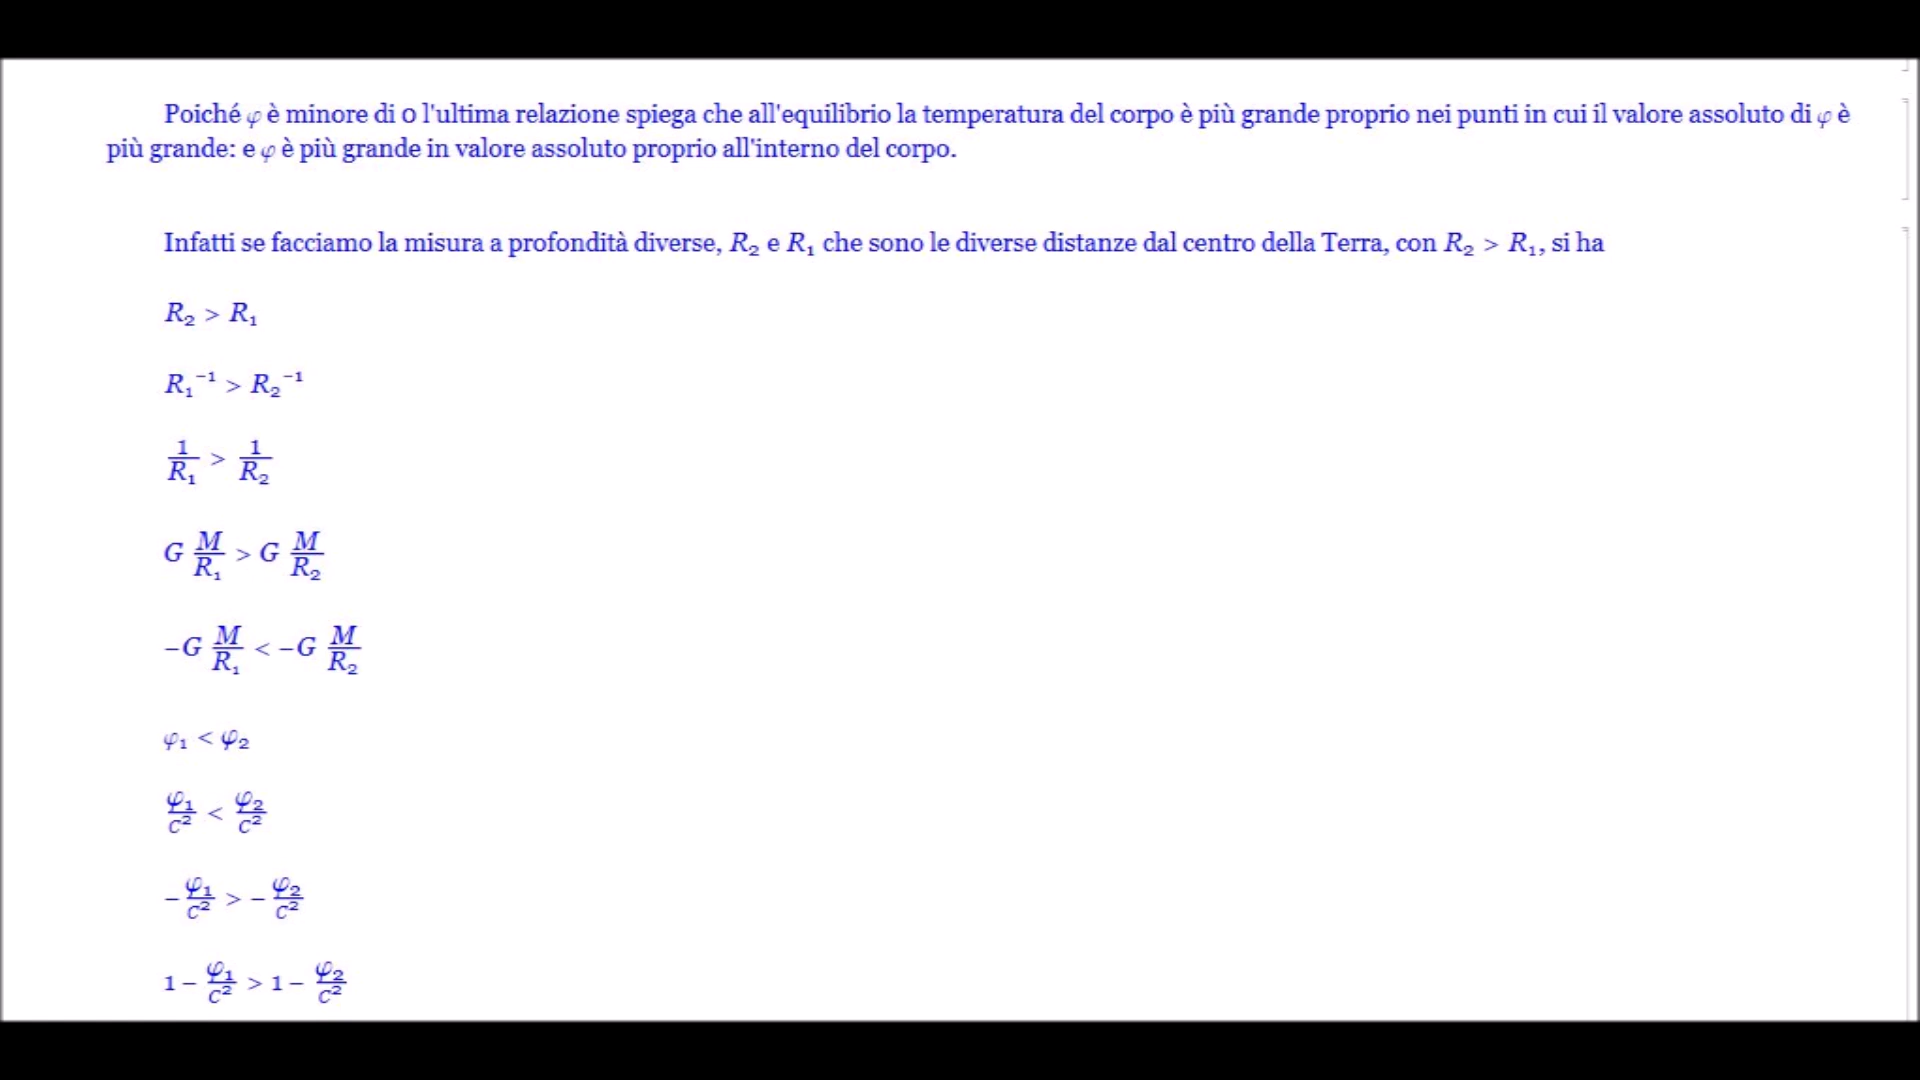 Poiché φ è minore di 0 l'ultima relazione spiega che all'equilibrio la temperatura del corpo è più grande proprio nei punti in cui il valore assoluto di φ è
più grande: e φ è più grande in valore assoluto proprio all'interno del corpo.
Infatti se facciamo la misura a profondità diverse, R₂ e R₁ che sono le diverse distanze dal centro della Terra, con R₂ > R₁, si ha
R₂ > R₁
R₁⁻¹ > R₂⁻¹
1/R₁ > 1/R₂
G M/R₁ > G M/R₂
−G M/R₁ < −G M/R₂
φ₁ < φ₂
φ₁/c² < φ₂/c²
− φ₁/c² > − φ₂/c²
1 − φ₁/c² > 1 − φ₂/c²